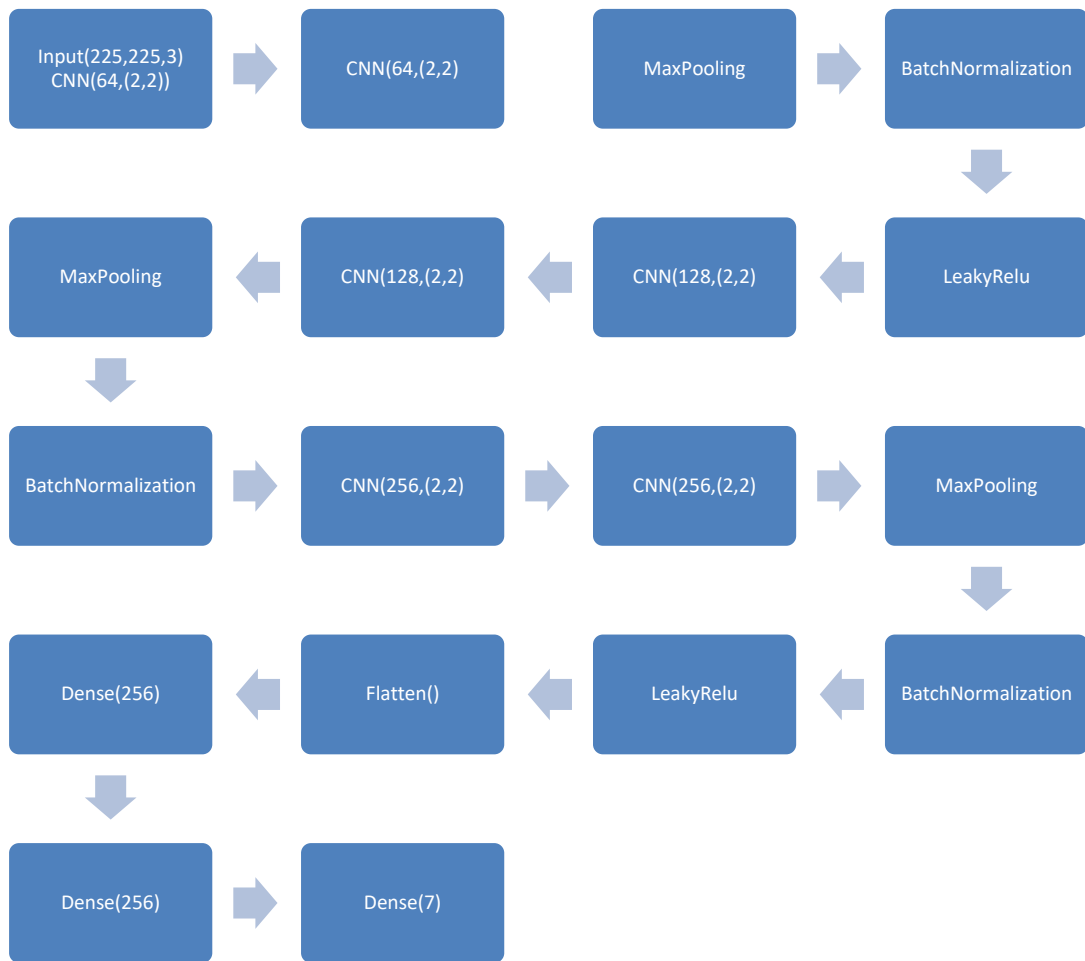 Input(225,225,3)
CNN(64,(2,2))
CNN(64,(2,2)
MaxPooling
BatchNormalization
LeakyRelu
CNN(128,(2,2)
CNN(128,(2,2)
MaxPooling
BatchNormalization
CNN(256,(2,2)
CNN(256,(2,2)
MaxPooling
BatchNormalization
LeakyRelu
Flatten()
Dense(256)
Dense(256)
Dense(7)